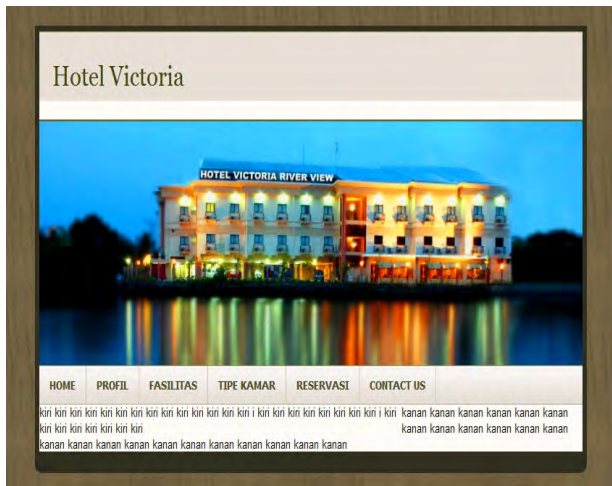 Hotel Victoria
HOTEL VICTORIA RIVER VIEW
HOME PROFIL FASILITAS TIPE KAMAR RESERVASI CONTACT US
kiri kiri kiri kiri kiri kiri kiri kiri kiri kiri kiri kiri kiri kiri i kiri kiri kiri kiri kiri kiri kiri kiri i kiri
kiri kiri kiri kiri kiri kiri kiri
kanan kanan kanan kanan kanan kanan
kanan kanan kanan kanan kanan kanan
kanan kanan kanan kanan kanan kanan kanan kanan kanan kanan kanan